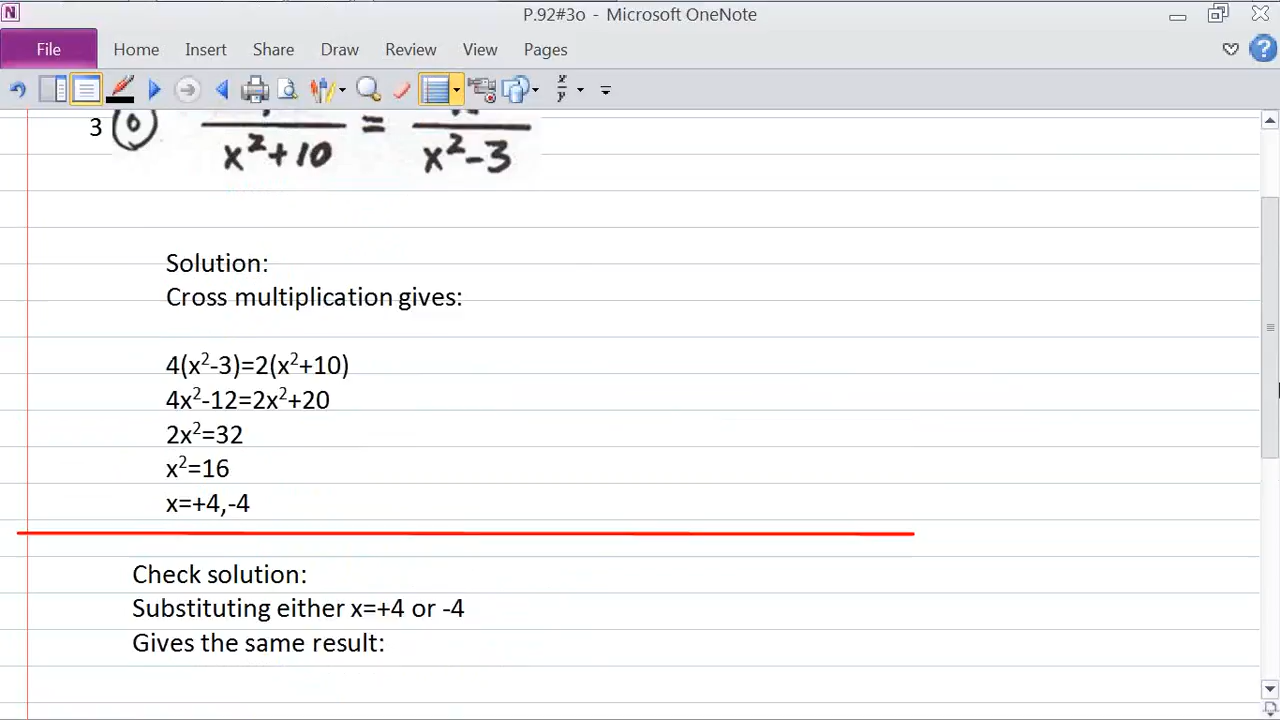 P.92#3o - Microsoft OneNote
File Home Insert Share Draw Review View Pages
3 (o) x²+10 = x²-3
Solution:
Cross multiplication gives:
4(x²-3)=2(x²+10)
4x²-12=2x²+20
2x²=32
x²=16
x=+4,-4
Check solution:
Substituting either x=+4 or -4
Gives the same result: